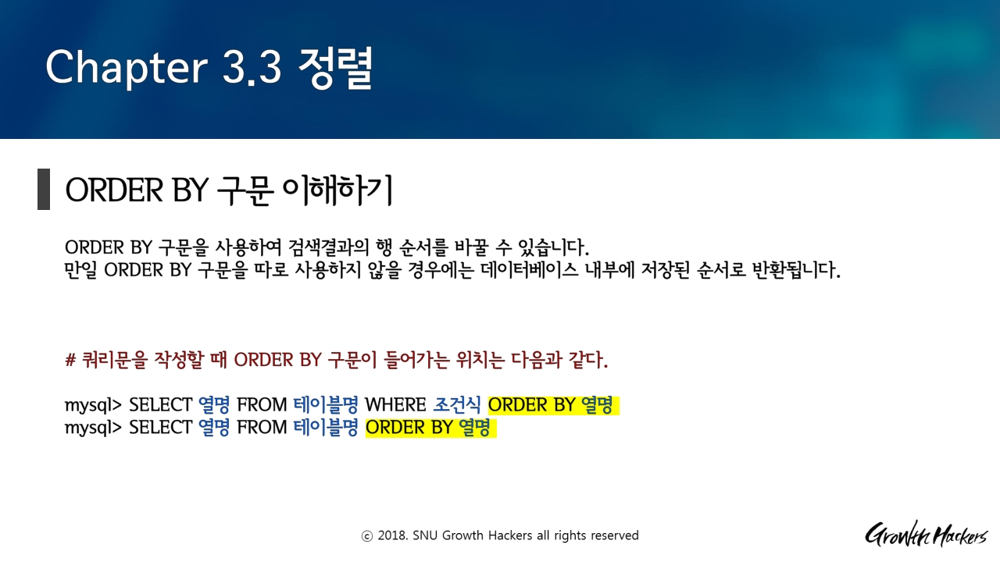 Chapter 3.3 정렬
ORDER BY 구문 이해하기
ORDER BY 구문을 사용하여 검색결과의 행 순서를 바꿀 수 있습니다.
만일 ORDER BY 구문을 따로 사용하지 않을 경우에는 데이터베이스 내부에 저장된 순서로 반환됩니다.
# 쿼리문을 작성할 때 ORDER BY 구문이 들어가는 위치는 다음과 같다.
mysql> SELECT 열명 FROM 테이블명 WHERE 조건식 ORDER BY 열명
mysql> SELECT 열명 FROM 테이블명 ORDER BY 열명
ⓒ 2018. SNU Growth Hackers all rights reserved
Growth Hackers